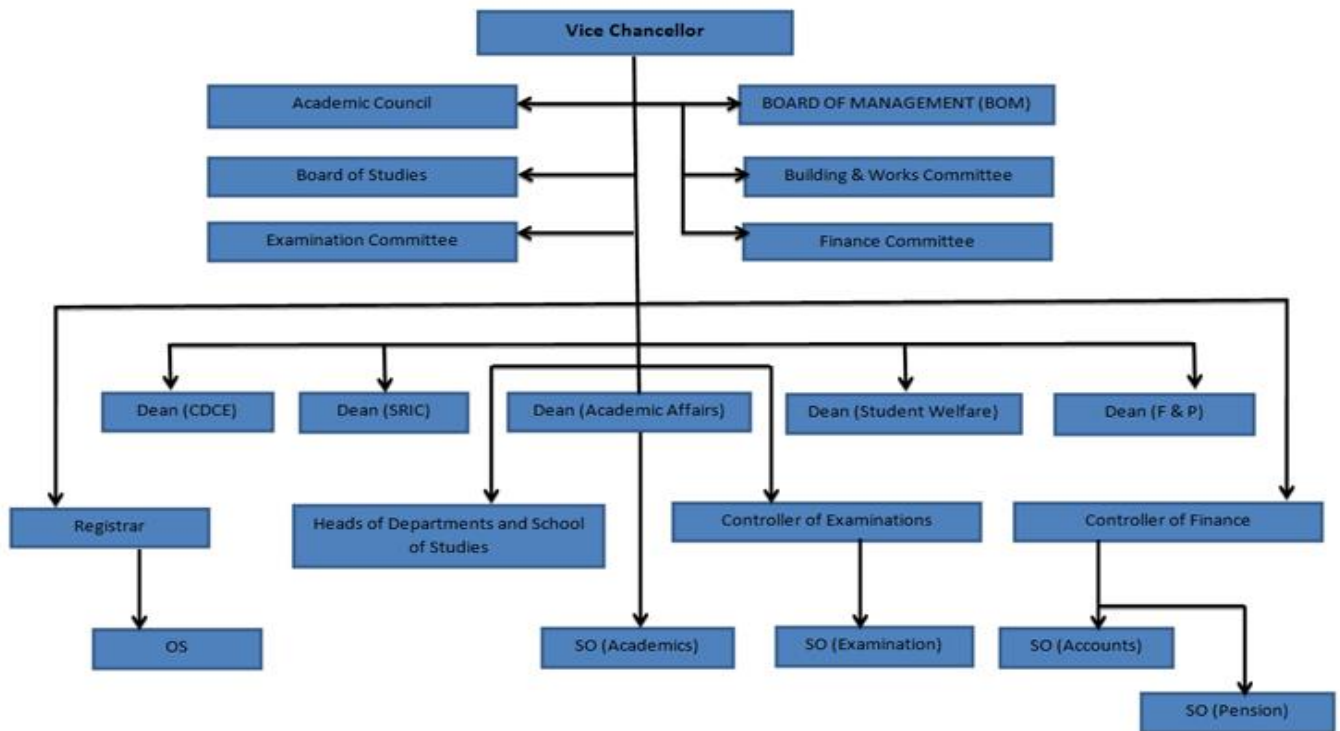 Vice Chancellor
Academic Council
BOARD OF MANAGEMENT (BOM)
Board of Studies
Building & Works Committee
Examination Committee
Finance Committee
Dean (CDCE)
Dean (SRIC)
Dean (Academic Affairs)
Dean (Student Welfare)
Dean (F & P)
Registrar
Heads of Departments and School
of Studies
Controller of Examinations
Controller of Finance
OS
SO (Academics)
SO (Examination)
SO (Accounts)
SO (Pension)